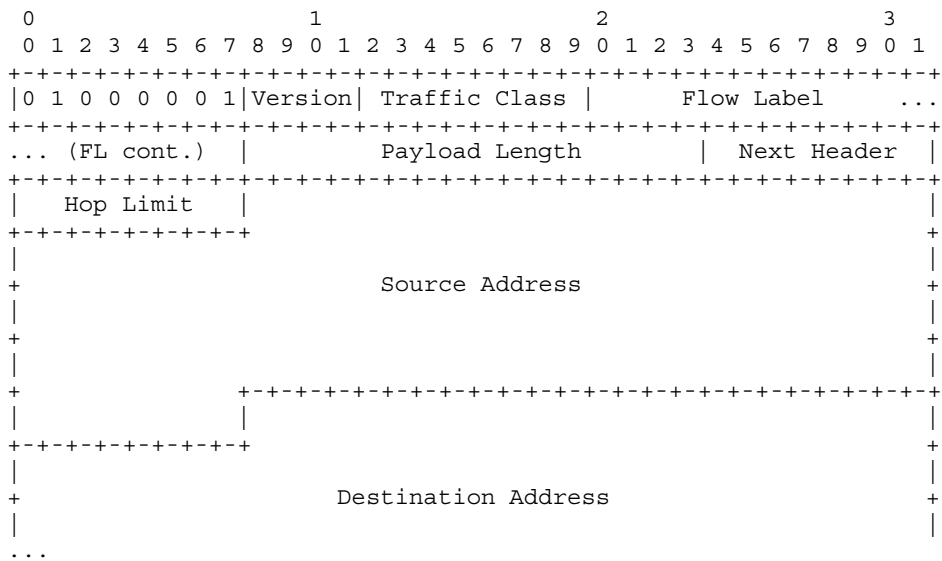 0                   1                   2                   3
 0 1 2 3 4 5 6 7 8 9 0 1 2 3 4 5 6 7 8 9 0 1 2 3 4 5 6 7 8 9 0 1
+-+-+-+-+-+-+-+-+-+-+-+-+-+-+-+-+-+-+-+-+-+-+-+-+-+-+-+-+-+-+-+-+
|0 1 0 0 0 0 0 1|Version| Traffic Class |      Flow Label     ...
+-+-+-+-+-+-+-+-+-+-+-+-+-+-+-+-+-+-+-+-+-+-+-+-+-+-+-+-+-+-+-+-+
... (FL cont.)  |         Payload Length        |  Next Header  |
+-+-+-+-+-+-+-+-+-+-+-+-+-+-+-+-+-+-+-+-+-+-+-+-+-+-+-+-+-+-+-+-+
|   Hop Limit   |                                               |
+-+-+-+-+-+-+-+-+                                               +
|                                                               |
+                         Source Address                        +
|                                                               |
+                                                               +
|                                                               |
+               +-+-+-+-+-+-+-+-+-+-+-+-+-+-+-+-+-+-+-+-+-+-+-+-+
|               |                                               |
+-+-+-+-+-+-+-+-+                                               +
|                                                               |
+                      Destination Address                      +
|                                                               |
...